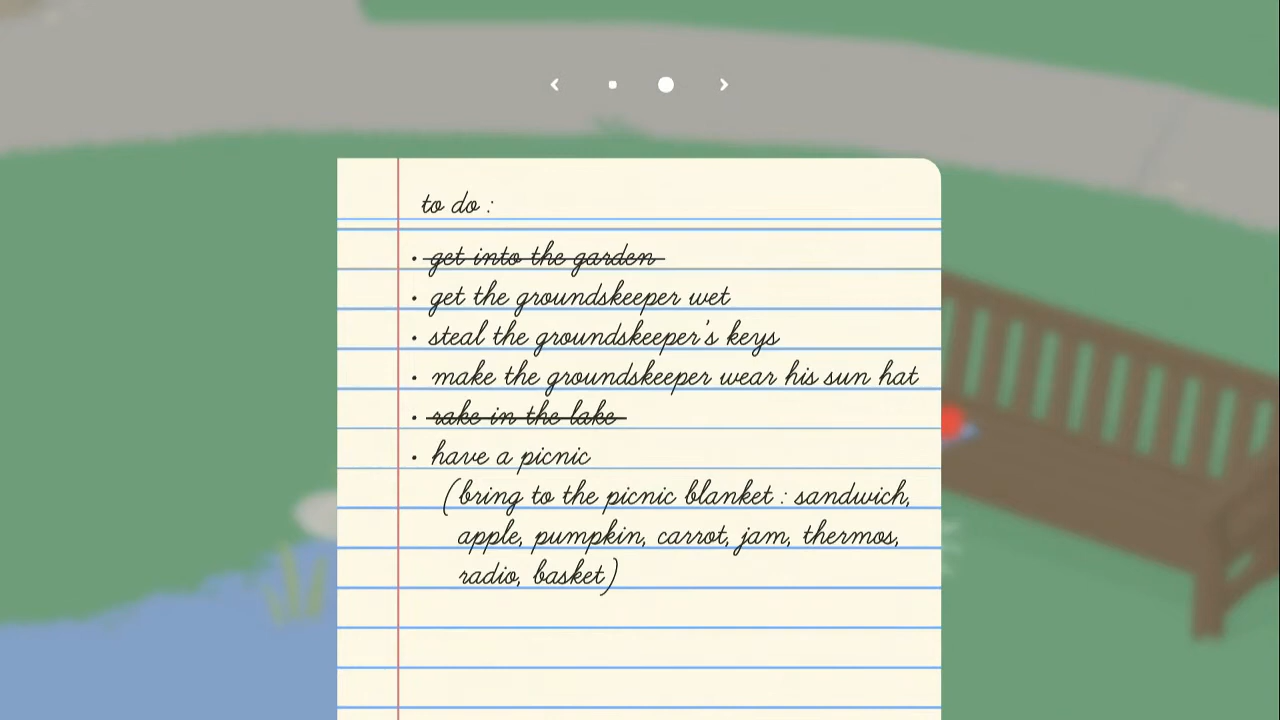 to do :
• get into the garden
• get the groundskeeper wet
• steal the groundskeeper's keys
• make the groundskeeper wear his sun hat
• rake in the lake
• have a picnic
(bring to the picnic blanket : sandwich,
apple, pumpkin, carrot, jam, thermos,
radio, basket)